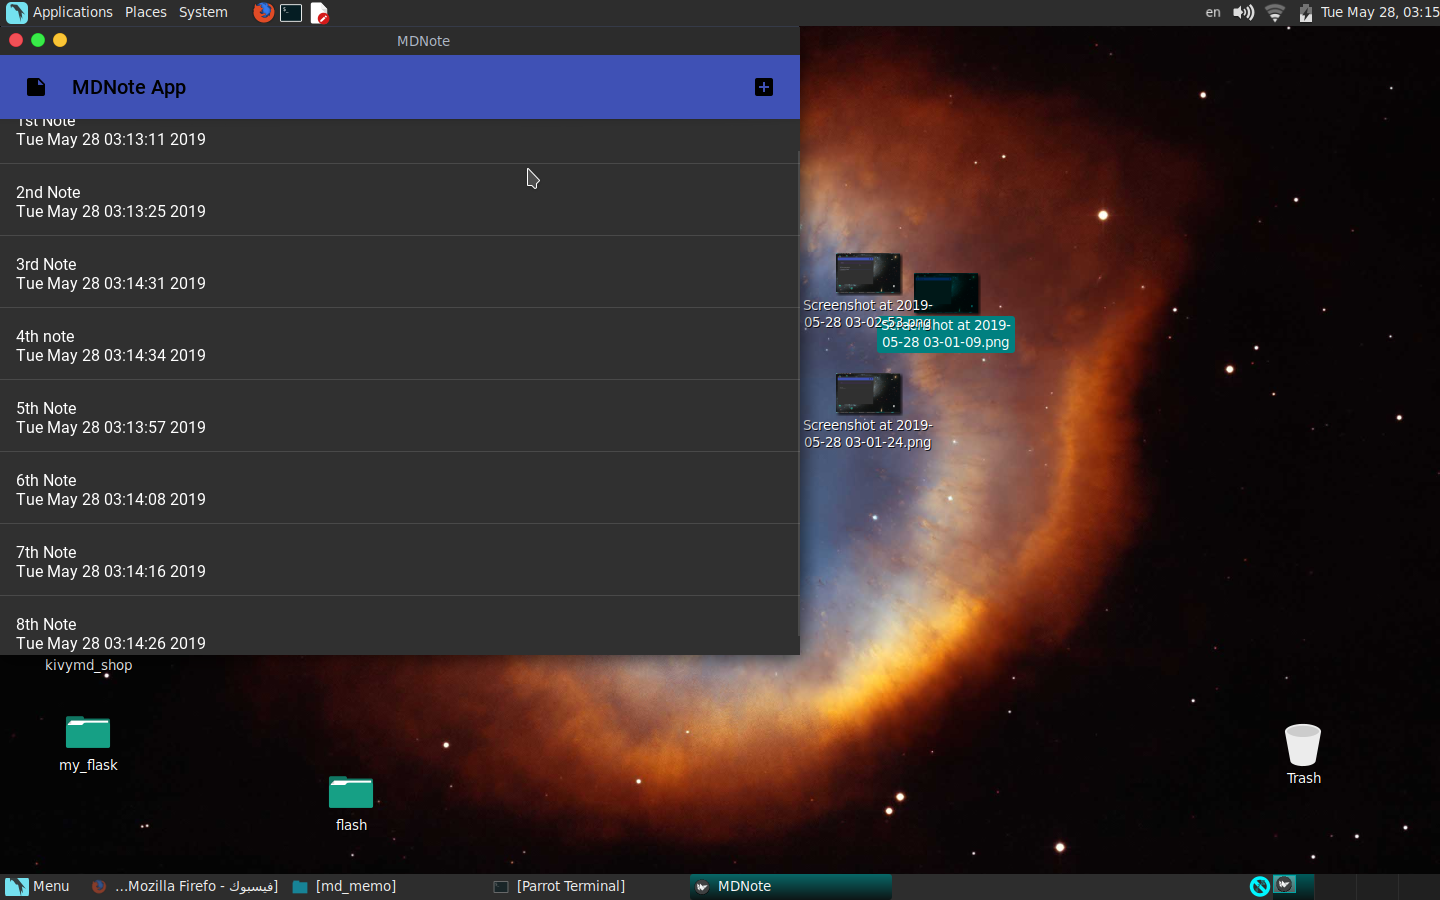 Applications Places System
en Tue May 28, 03:15
MDNote
MDNote App
1st Note
Tue May 28 03:13:11 2019
2nd Note
Tue May 28 03:13:25 2019
3rd Note
Tue May 28 03:14:31 2019
4th note
Tue May 28 03:14:34 2019
5th Note
Tue May 28 03:13:57 2019
6th Note
Tue May 28 03:14:08 2019
7th Note
Tue May 28 03:14:16 2019
8th Note
Tue May 28 03:14:26 2019
Screenshot at 2019-
05-28 03-02-53.png
Screenshot at 2019-
05-28 03-01-09.png
Screenshot at 2019-
05-28 03-01-24.png
kivymd_shop
my_flask
flash
Trash
Menu
…Mozilla Firefo - فيسبوك]
[md_memo]
[Parrot Terminal]
MDNote